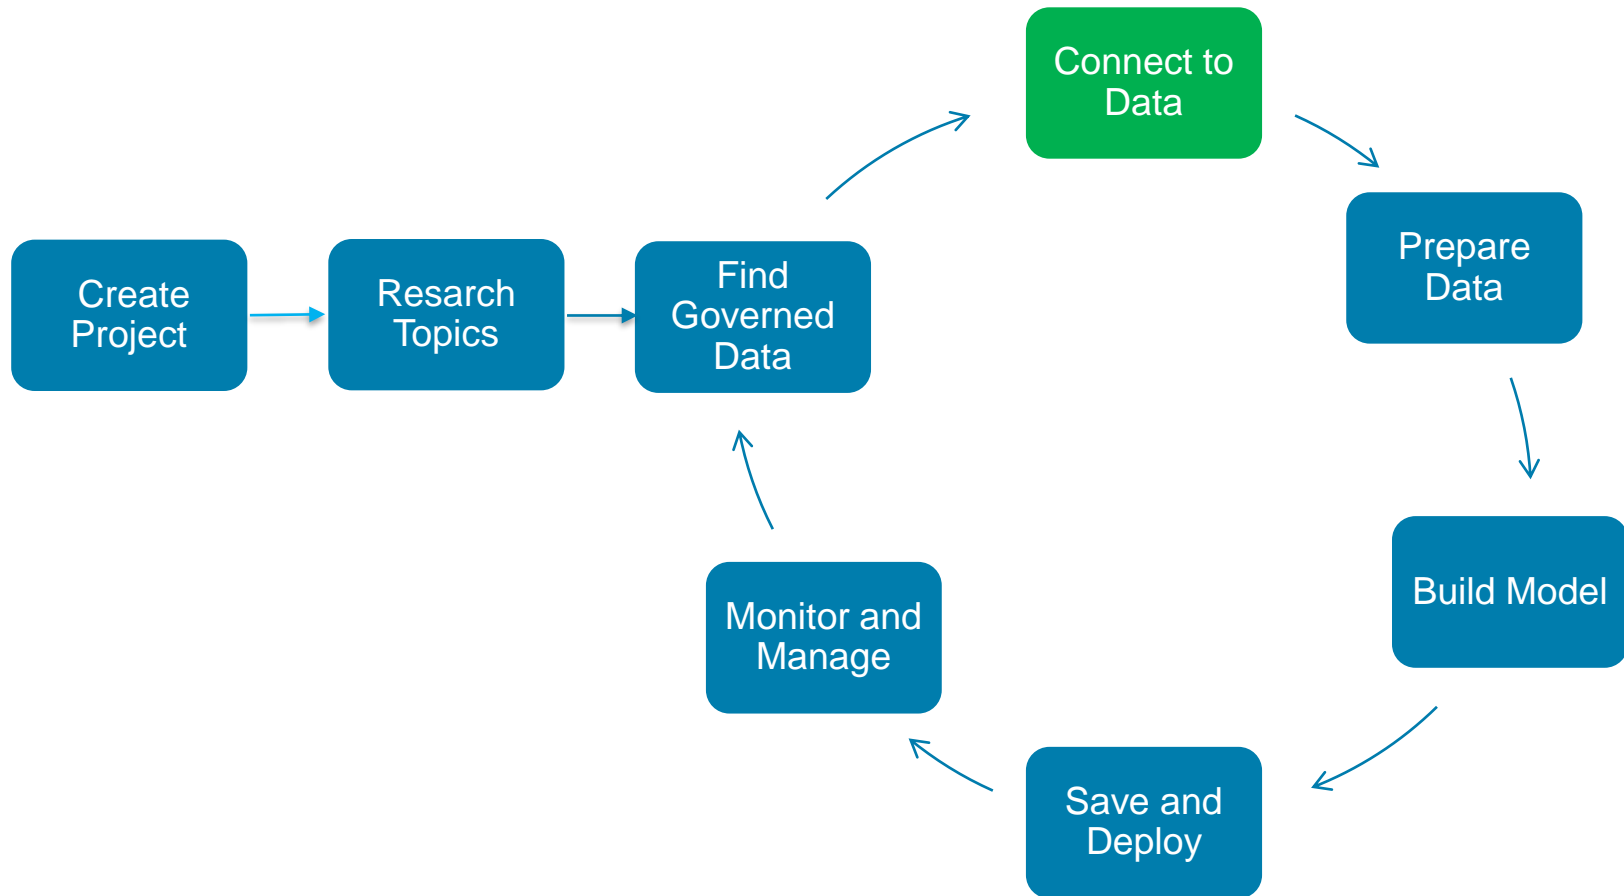 Create
Project
Resarch
Topics
Find
Governed
Data
Connect to
Data
Prepare
Data
Build Model
Save and
Deploy
Monitor and
Manage